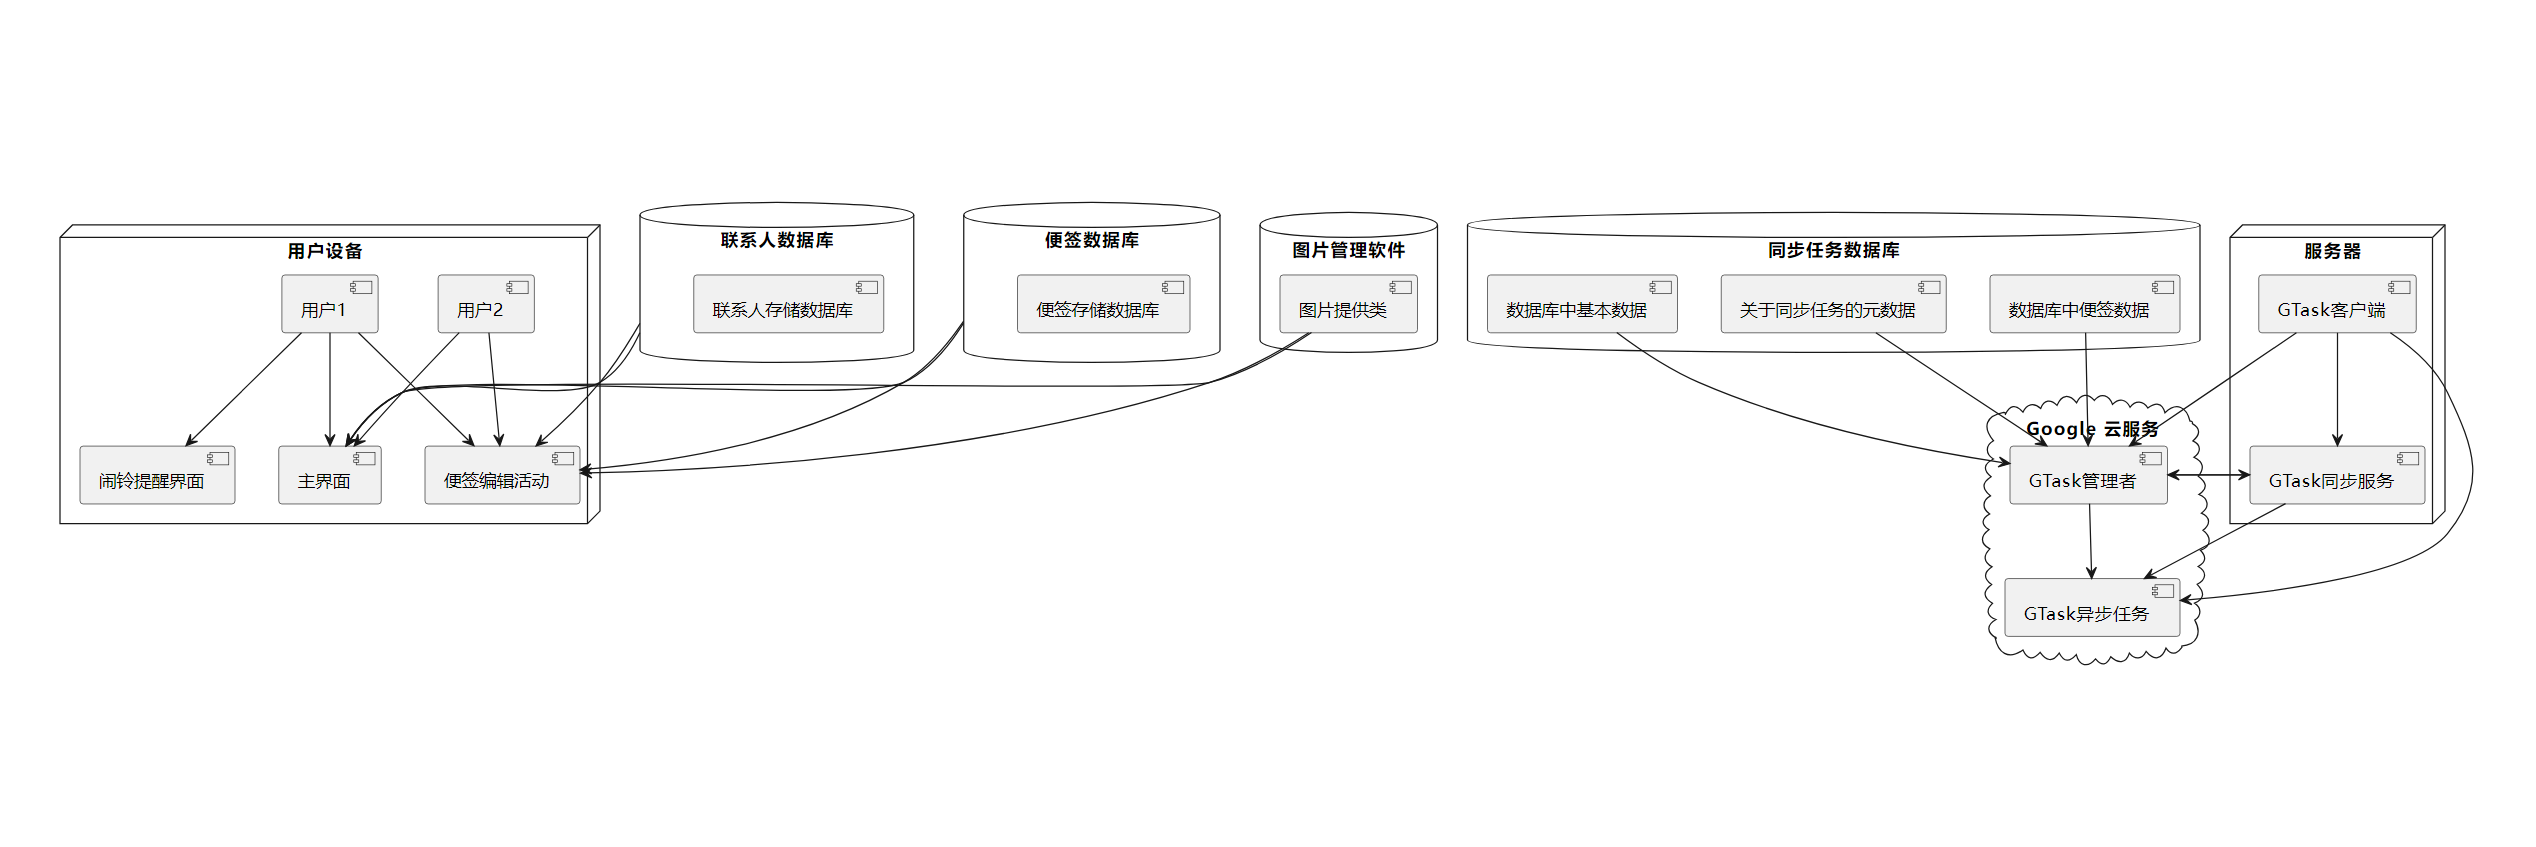 用户设备
用户1
用户2
闹铃提醒界面
主界面
便签编辑活动
联系人数据库
联系人存储数据库
便签数据库
便签存储数据库
图片管理软件
图片提供类
同步任务数据库
数据库中基本数据
关于同步任务的元数据
数据库中便签数据
服务器
GTask客户端
GTask同步服务
Google 云服务
GTask管理者
GTask异步任务